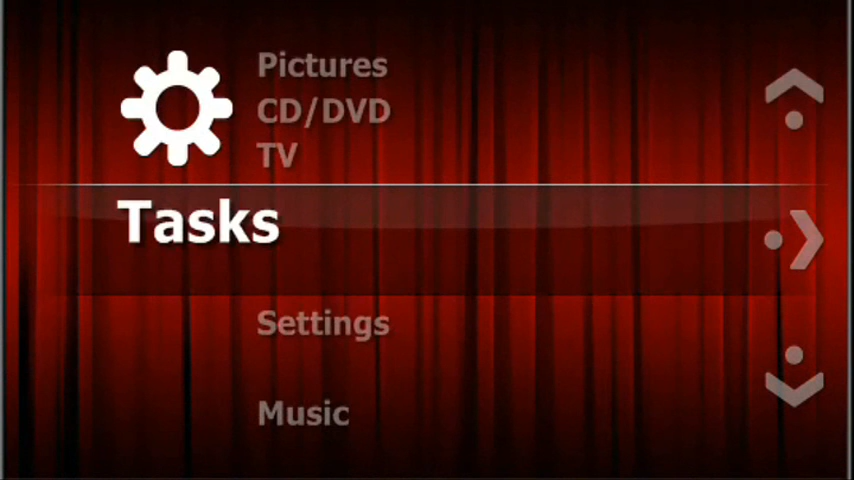 Pictures
CD/DVD
TV
Tasks
Settings
Music